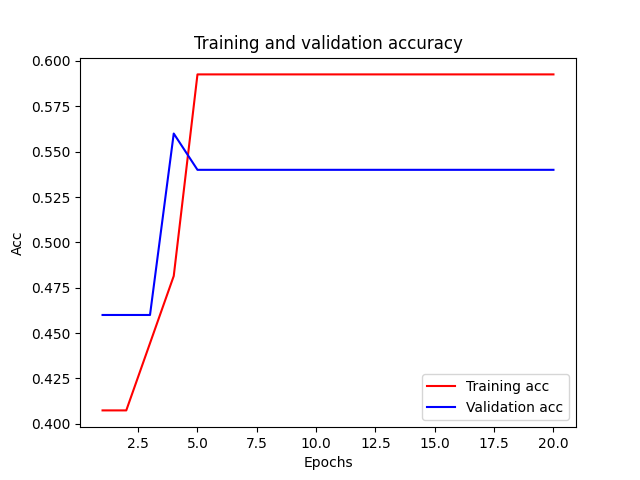 Training and validation accuracy
0.600
0.575
0.550
0.525
0.500
0.475
0.450
0.425
0.400
Acc
Training acc
Validation acc
2.5 5.0 7.5 10.0 12.5 15.0 17.5 20.0
Epochs